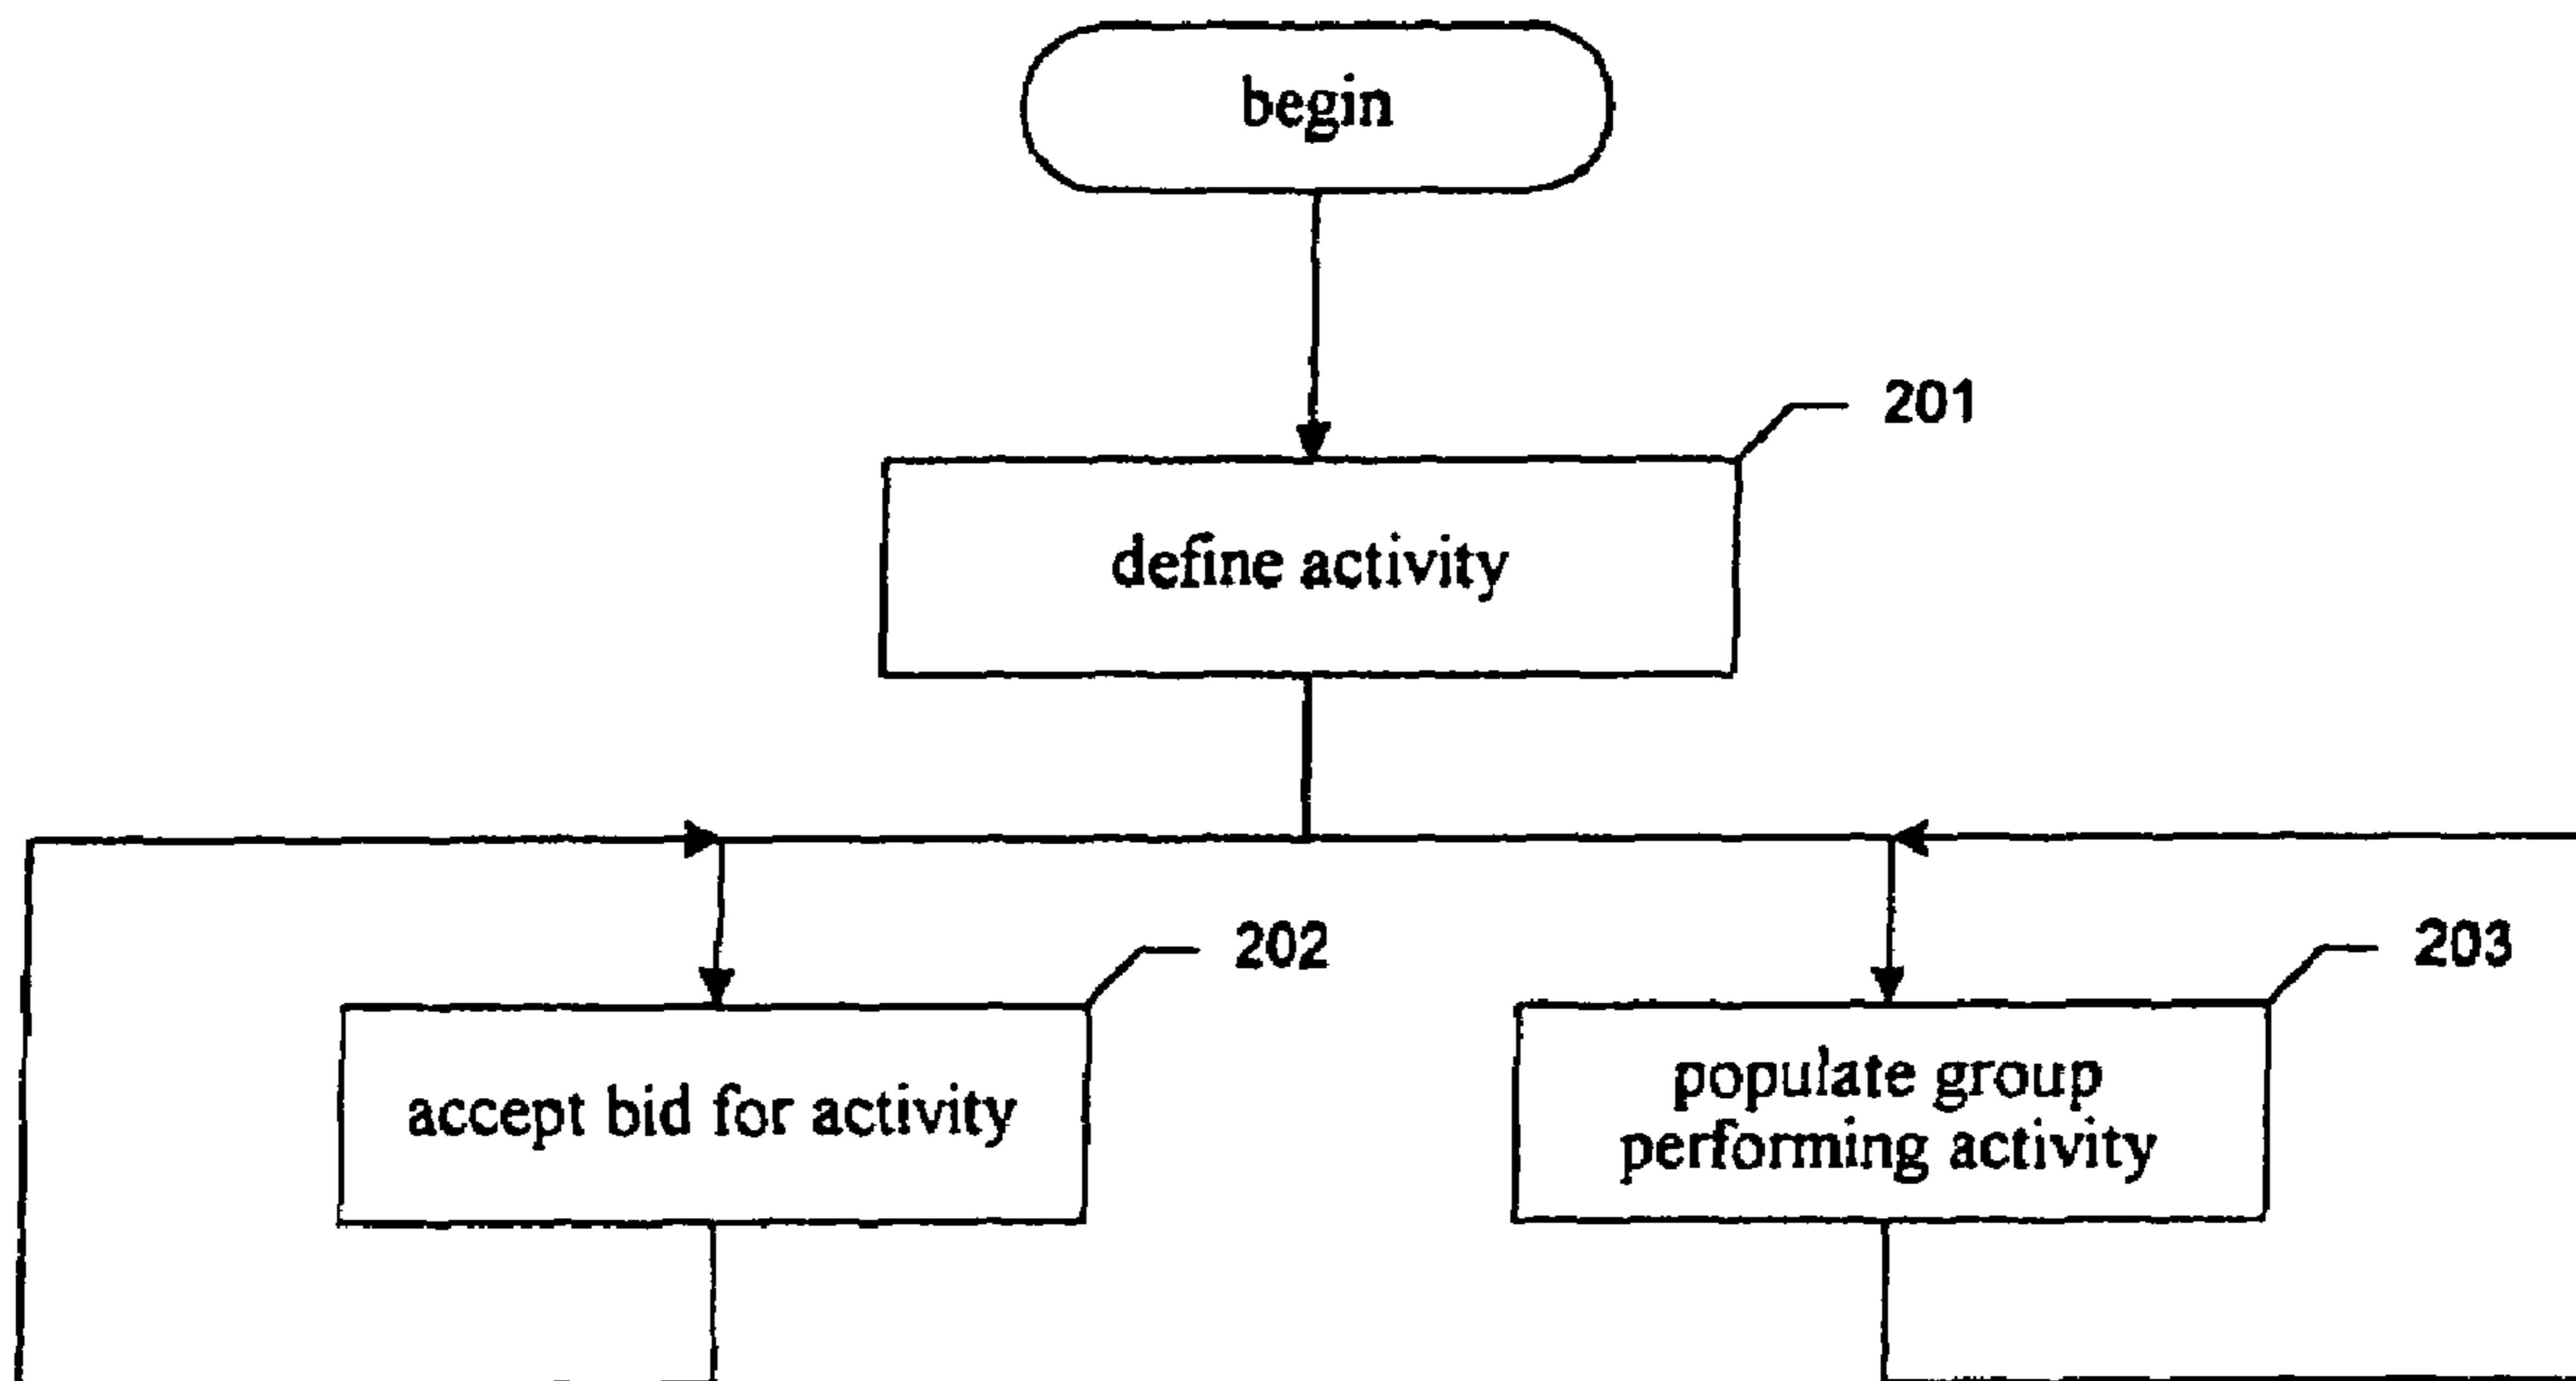 begin
201
define activity
202
203
accept bid for activity
populate group
performing activity